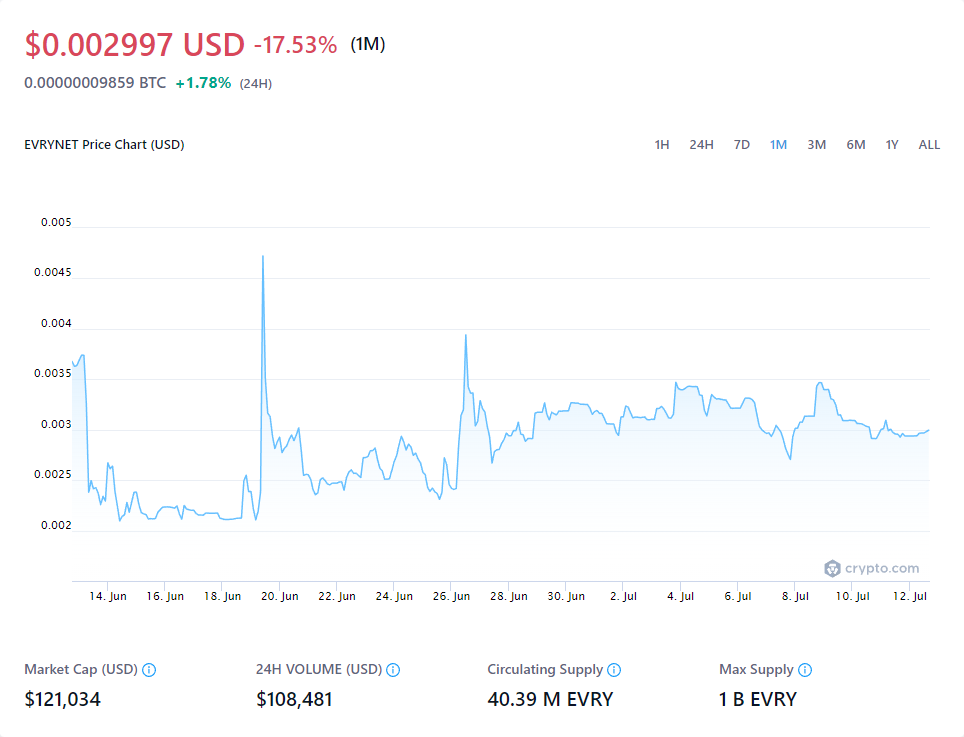 $0.002997 USD -17.53% (1M)
0.00000009859 BTC +1.78% (24H)
EVRYNET Price Chart (USD) 1H 24H 7D 1M 3M 6M 1Y ALL
0.005
0.0045
0.004
0.0035
0.003
0.0025
0.002
crypto.com
14. Jun 16. Jun 18. Jun 20. Jun 22. Jun 24. Jun 26. Jun 28. Jun 30. Jun 2. Jul 4. Jul 6. Jul 8. Jul 10. Jul 12. Jul
Market Cap (USD) 24H VOLUME (USD) Circulating Supply Max Supply
$121,034 $108,481 40.39 M EVRY 1 B EVRY